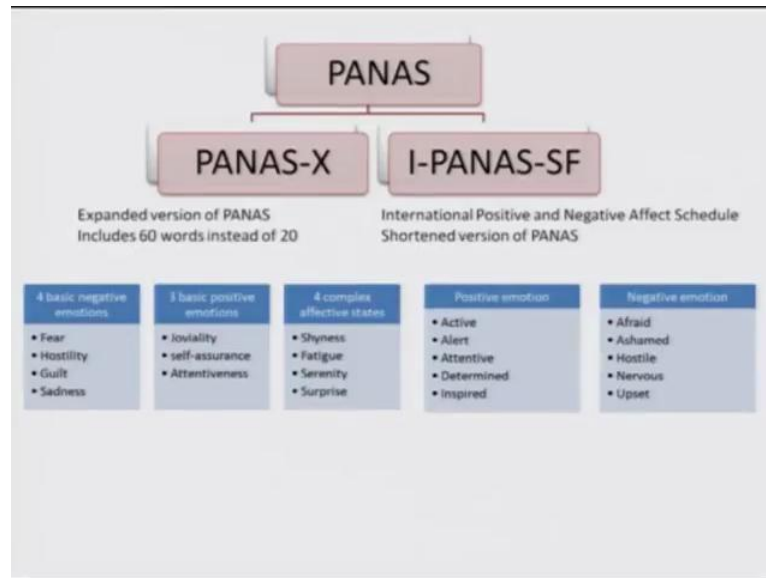 PANAS
PANAS-X
I-PANAS-SF
Expanded version of PANAS
Includes 60 words instead of 20
International Positive and Negative Affect Schedule
Shortened version of PANAS
4 basic negative
emotions
• Fear
• Hostility
• Guilt
• Sadness
3 basic positive
emotions
• Joviality
• self-assurance
• Attentiveness
4 complex
affective states
• Shyness
• Fatigue
• Serenity
• Surprise
Positive emotion
• Active
• Alert
• Attentive
• Determined
• Inspired
Negative emotion
• Afraid
• Ashamed
• Hostile
• Nervous
• Upset